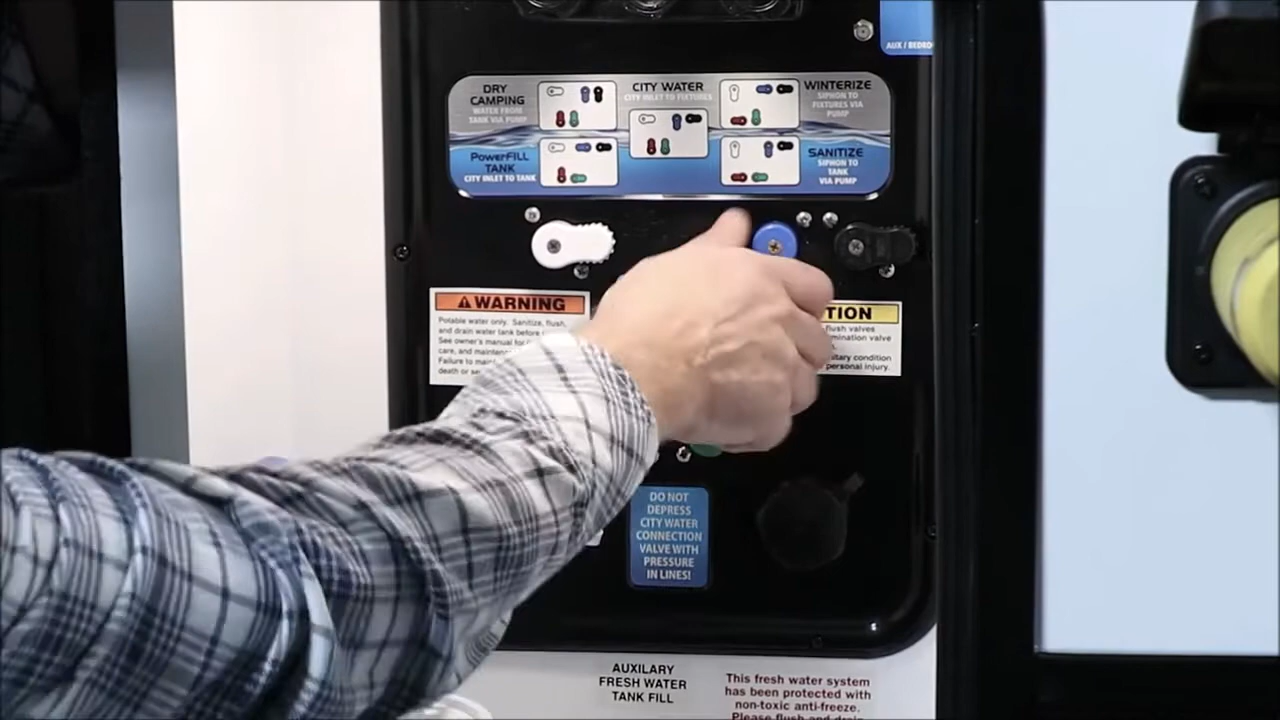 AUX / BEDRO
DRY
CAMPING
WATER FROM
TANK VIA PUMP
CITY WATER
CITY INLET TO FIXTURES
WINTERIZE
SIPHON TO
FIXTURES VIA
PUMP
PowerFILL
TANK
CITY INLET TO TANK
SANITIZE
SIPHON TO
TANK
VIA PUMP
WARNING
Potable water only. Sanitize, flush,
and drain water tank before
See owner's manual for
care, and
Failure to
death or
TION
flush valves
mination valve
itary condition
personal injury.
DO NOT
DEPRESS
CITY WATER
CONNECTION
VALVE WITH
PRESSURE
IN LINES!
AUXILARY
FRESH WATER
TANK FILL
This fresh water system
has been protected with
non-toxic anti-freeze.
Please flush and drain